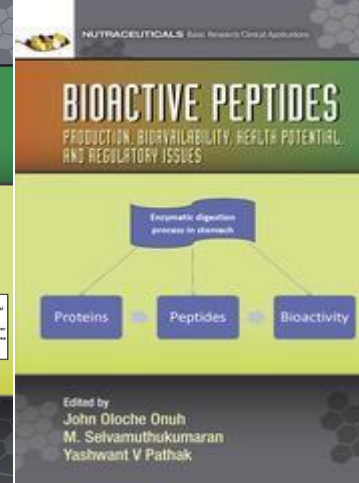 NUTRACEUTICALS Basic Research/Clinical Applications
BIOACTIVE PEPTIDES
PRODUCTION, BIOAVAILABILITY, HEALTH POTENTIAL,
AND REGULATORY ISSUES
Enzymatic digestion
process in stomach
Proteins
Peptides
Bioactivity
Edited by
John Oloche Onuh
M. Selvamuthukumaran
Yashwant V Pathak